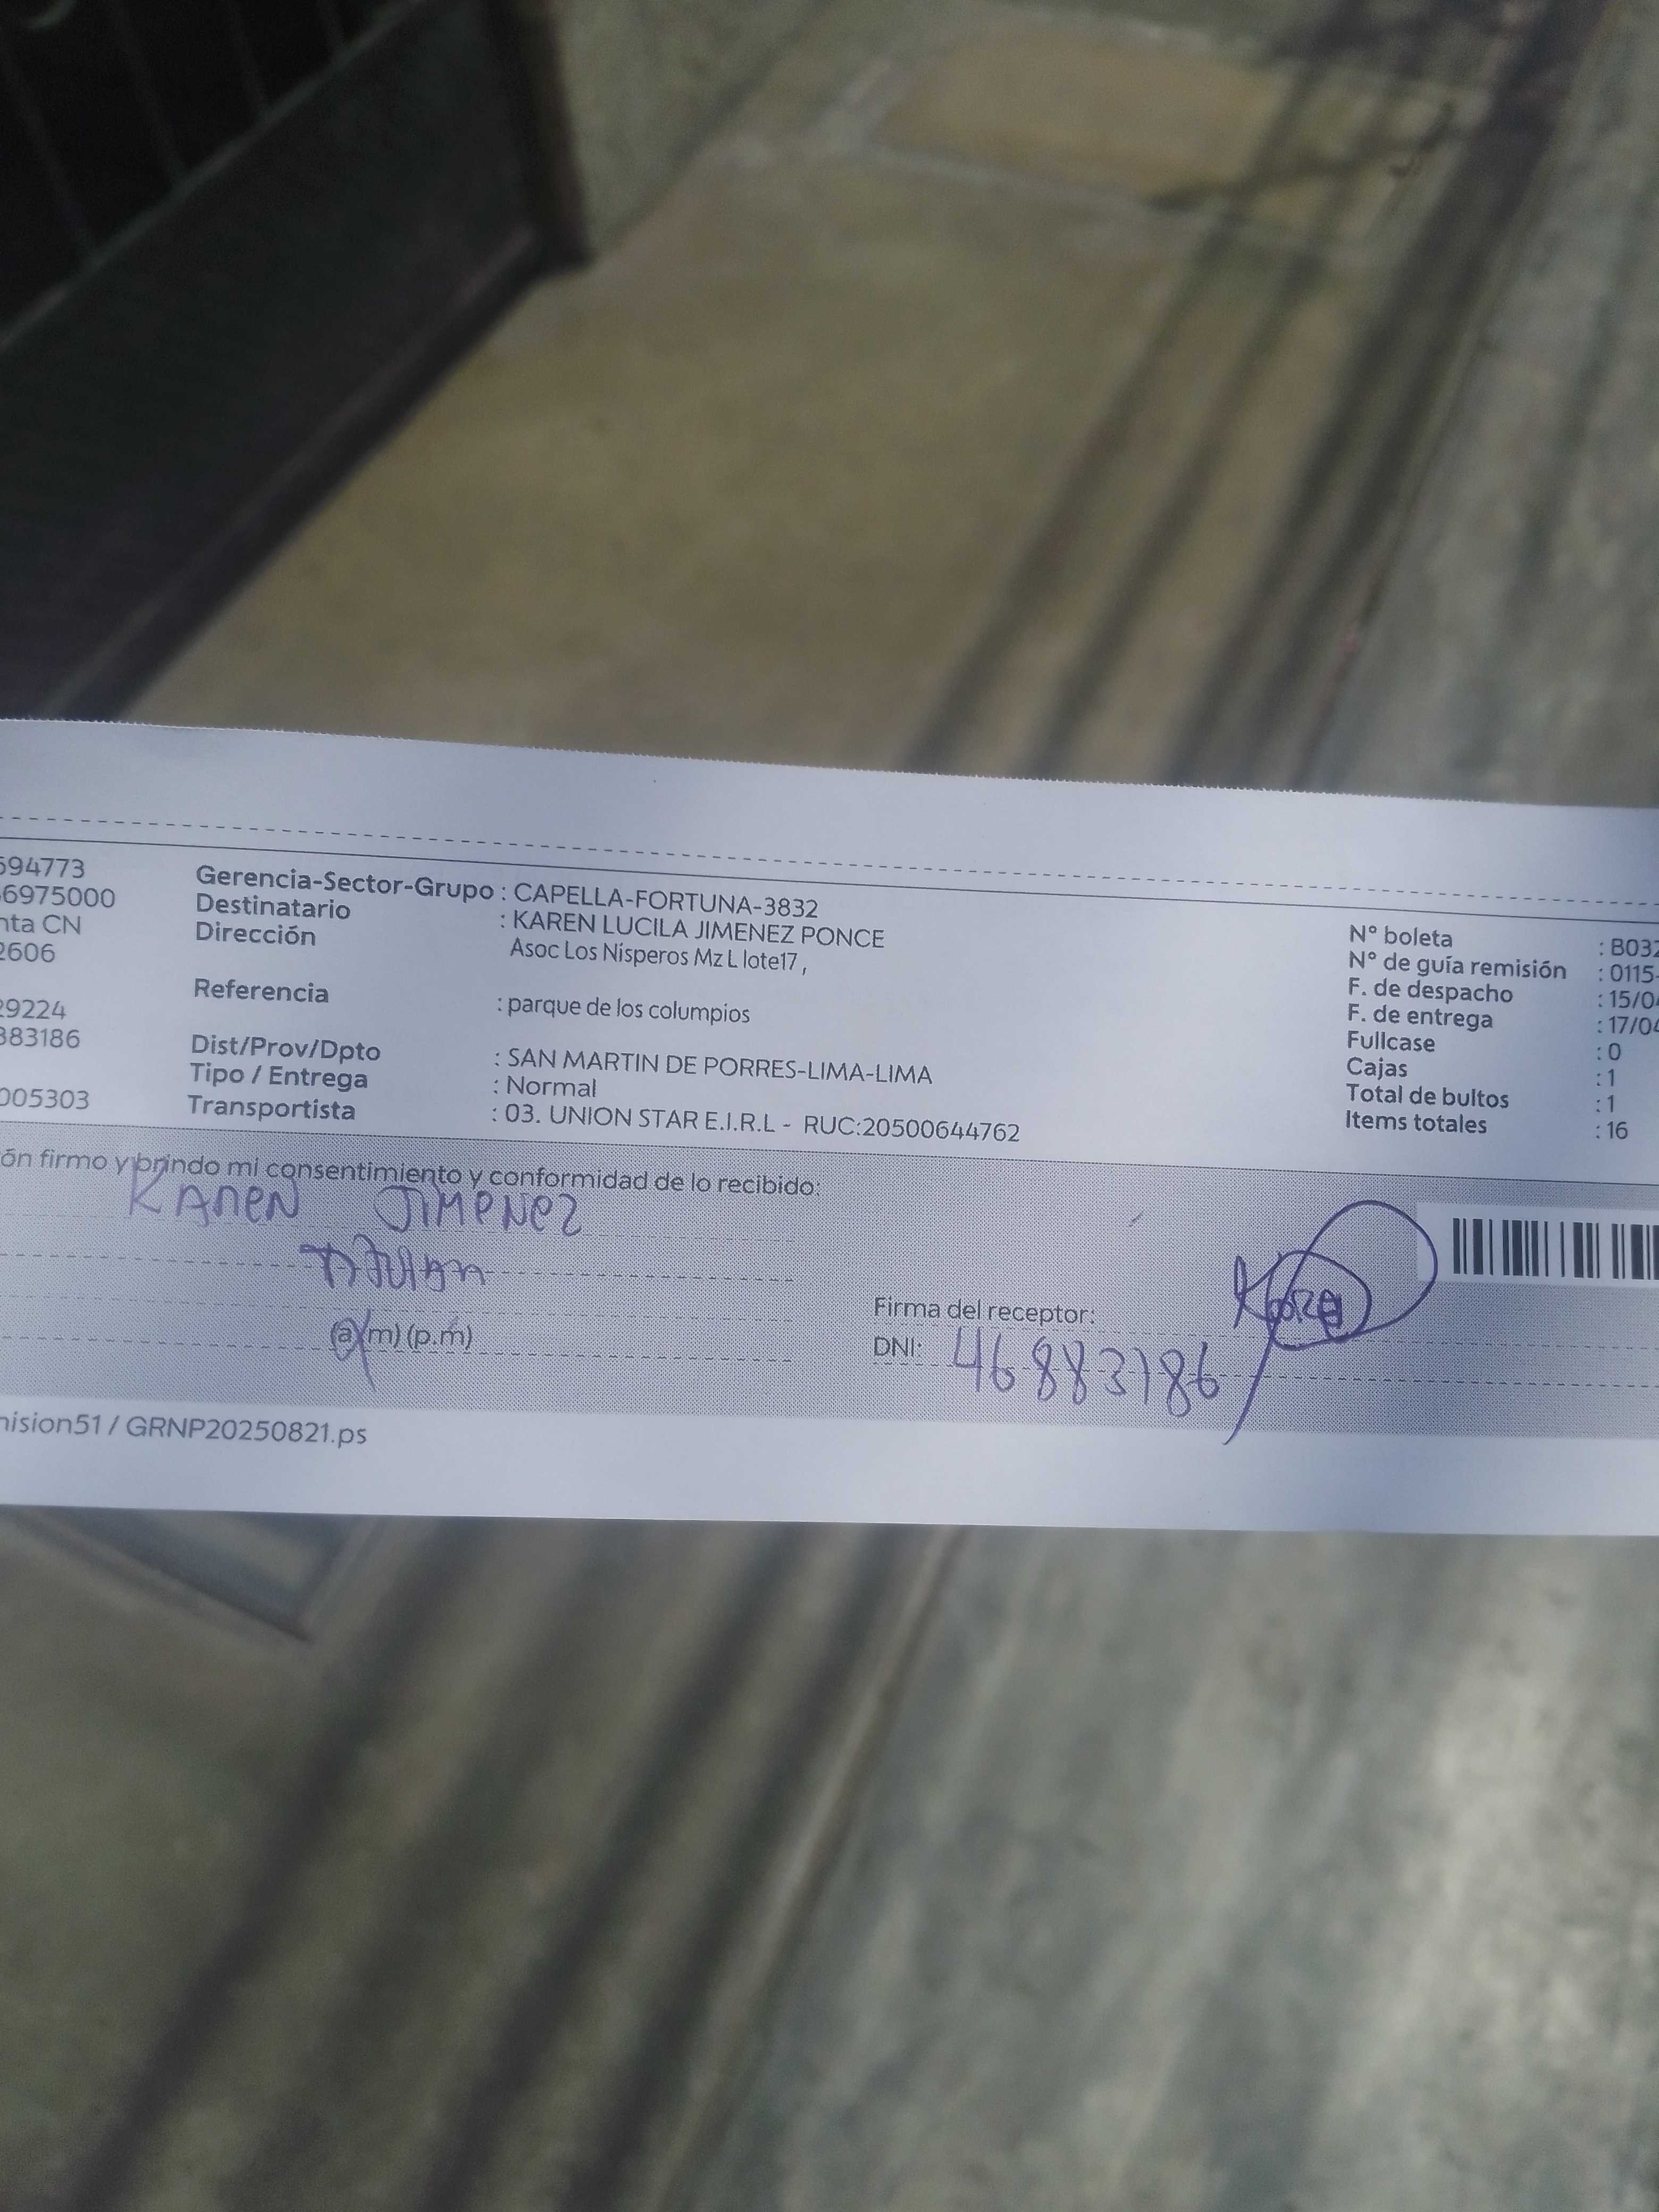 594773
6975000
nta CN
2606
29224
383186
005303
Gerencia-Sector-Grupo : CAPELLA-FORTUNA-3832
Destinatario : KAREN LUCILA JIMENEZ PONCE
Dirección Asoc Los Nisperos Mz L lote17,
Referencia : parque de los columpios
Dist/Prov/Dpto : SAN MARTIN DE PORRES-LIMA-LIMA
Tipo / Entrega : Normal
Transportista : 03. UNION STAR E.I.R.L - RUC:20500644762
N° boleta : B032
N° de guía remisión : 0115-
F. de despacho : 15/04
F. de entrega : 17/04
Fullcase : 0
Cajas : 1
Total de bultos : 1
Items totales : 16
ón firmo y brindo mi consentimiento y conformidad de lo recibido:
KAREN JIMENEZ
(a.m) (p.m)
Firma del receptor:
DNI: 46883186
nision51 / GRNP20250821.ps